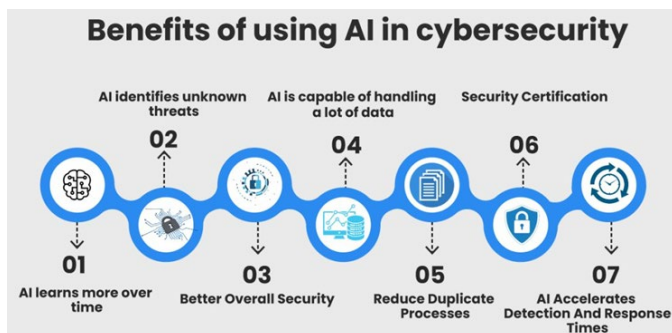 Benefits of using AI in cybersecurity
01
AI learns more over
time
AI identifies unknown
threats
02
03
Better Overall Security
AI is capable of handling
a lot of data
04
05
Reduce Duplicate
Processes
Security Certification
06
07
AI Accelerates
Detection And Response
Times